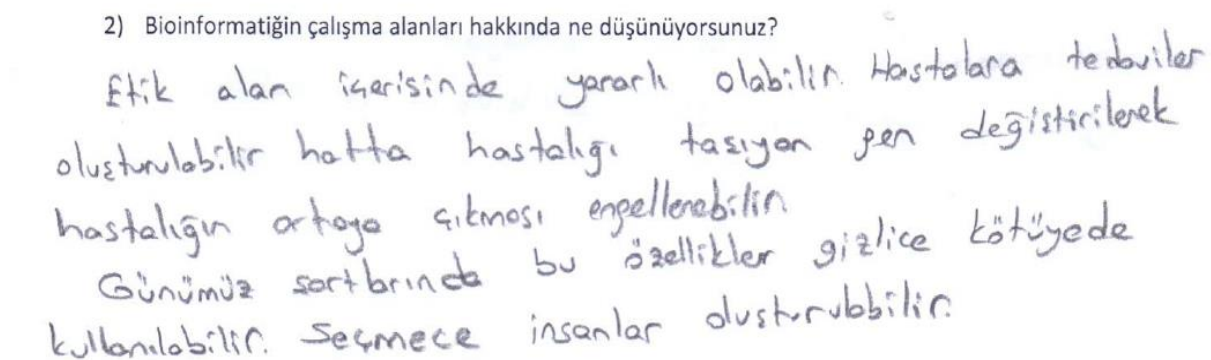 2) Bioinformatiğin çalışma alanları hakkında ne düşünüyorsunuz?
Etik alan içerisinde yararlı olabilir. Hastalara tedaviler
oluşturulabilir hatta hastalığı taşıyan gen değiştirilerek
hastalığın ortaya çıkması engellenebilir.
Günümüz şartlarında bu özellikler gizlice kötüyede
kullanılabilir. Seçmece insanlar oluşturulabilir.